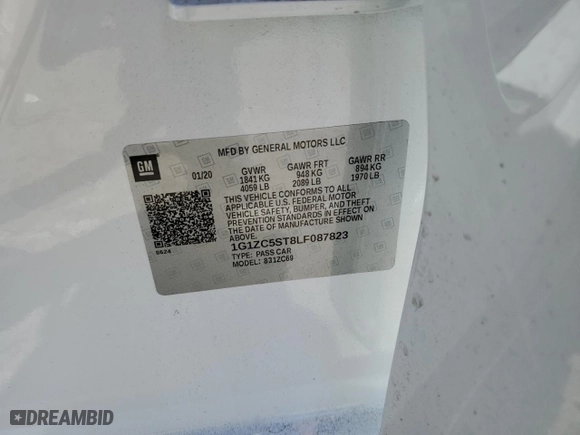 GM
MFD BY GENERAL MOTORS LLC
01/20
GVWR GAWR FRT GAWR RR
1841 KG 948 KG 894 KG
4059 LB 2089 LB 1970 LB
THIS VEHICLE CONFORMS TO ALL
APPLICABLE U.S. FEDERAL MOTOR
VEHICLE SAFETY, BUMPER, AND THEFT
PREVENTION STANDARDS IN EFFECT ON
THE DATE OF MANUFACTURE SHOWN
ABOVE.
1G1ZC5ST8LF087823
TYPE: PASS CAR
MODEL: 831ZC69
S624
DREAMBID